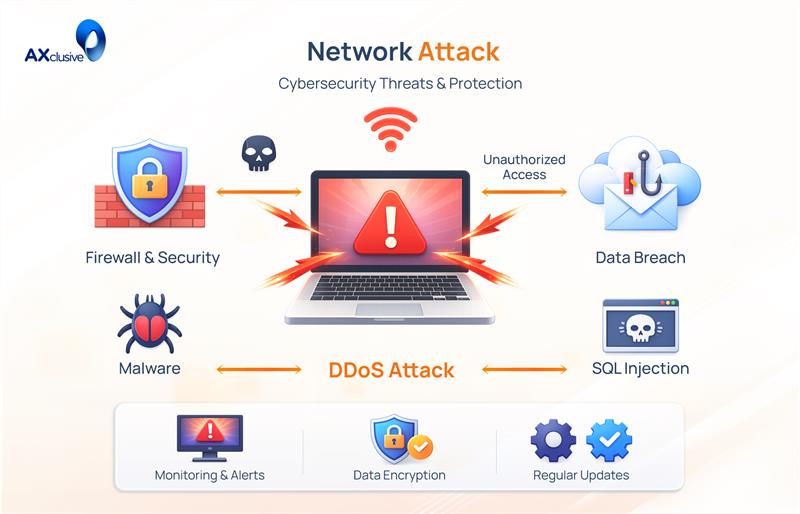 AXclusive
Network Attack
Cybersecurity Threats & Protection
Unauthorized
Access
Firewall & Security
Data Breach
Malware
DDoS Attack
SQL Injection
Monitoring & Alerts
Data Encryption
Regular Updates